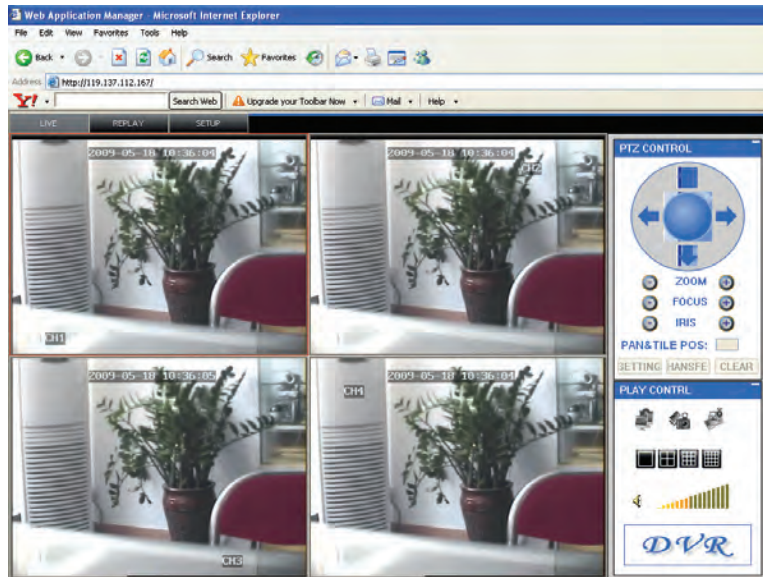 Web Application Manager - Microsoft Internet Explorer
File Edit View Favorites Tools Help
Back Search Favorites
Address http://119.137.112.167/
Y! Search Web Upgrade your Toolbar Now Mail Help
LIVE REPLAY SETUP
2009-05-18 10:36:04
CH1
2009-05-18 10:36:04
CH2
2009-05-18 10:36:05
CH3
2009-05-18 10:36:04
CH4
PTZ CONTROL
ZOOM
FOCUS
IRIS
PAN&TILE POS:
SETTING HANSFE CLEAR
PLAY CONTRL
DVR